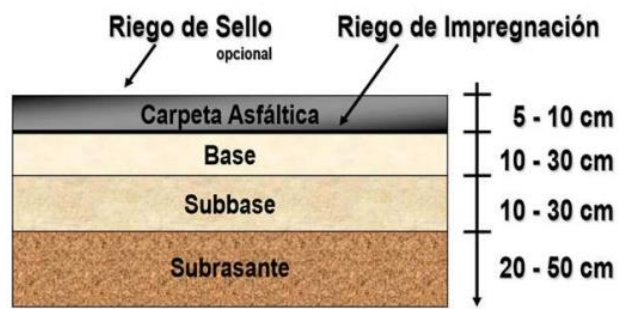 Riego de Sello
opcional
Riego de Impregnación
Carpeta Asfáltica
5 - 10 cm
Base
10 - 30 cm
Subbase
10 - 30 cm
Subrasante
20 - 50 cm